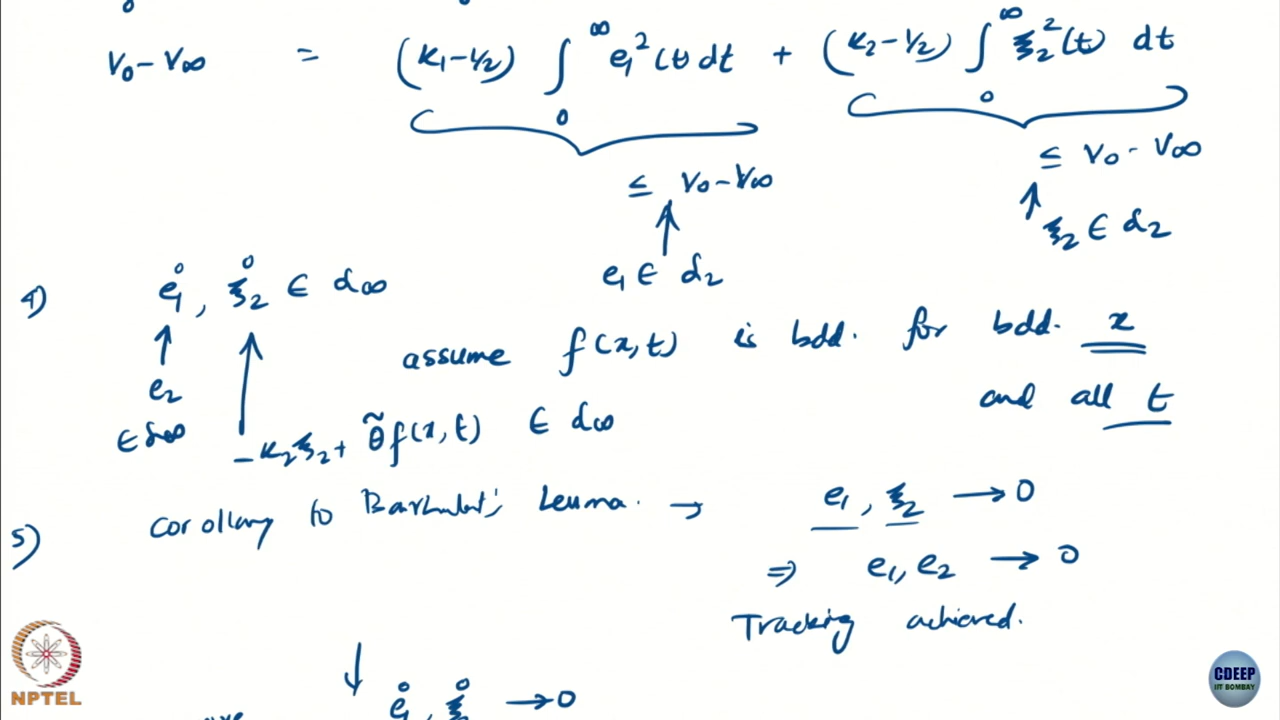 V₀ - V∞ = (K₁-1/2) ∫₀^∞ e₁²(t) dt + (K₂-1/2) ∫₀^∞ ξ₂²(t) dt
≤ V₀ - V∞
≤ V₀ - V∞
e₁ ∈ L₂
ξ₂ ∈ L₂
4) ė₁, ξ̇₂ ∈ L∞
assume f(x,t) is bdd. for bdd. x
and all t
e₂
∈ L∞
-K₂ξ₂ + θ̃f(x,t) ∈ L∞
5) Corollary to Barbalat's Lemma. → e₁, ξ₂ → 0
⇒ e₁, e₂ → 0
Tracking achieved.
ė₁, ξ̇ → 0
NPTEL
CDEEP
IIT BOMBAY